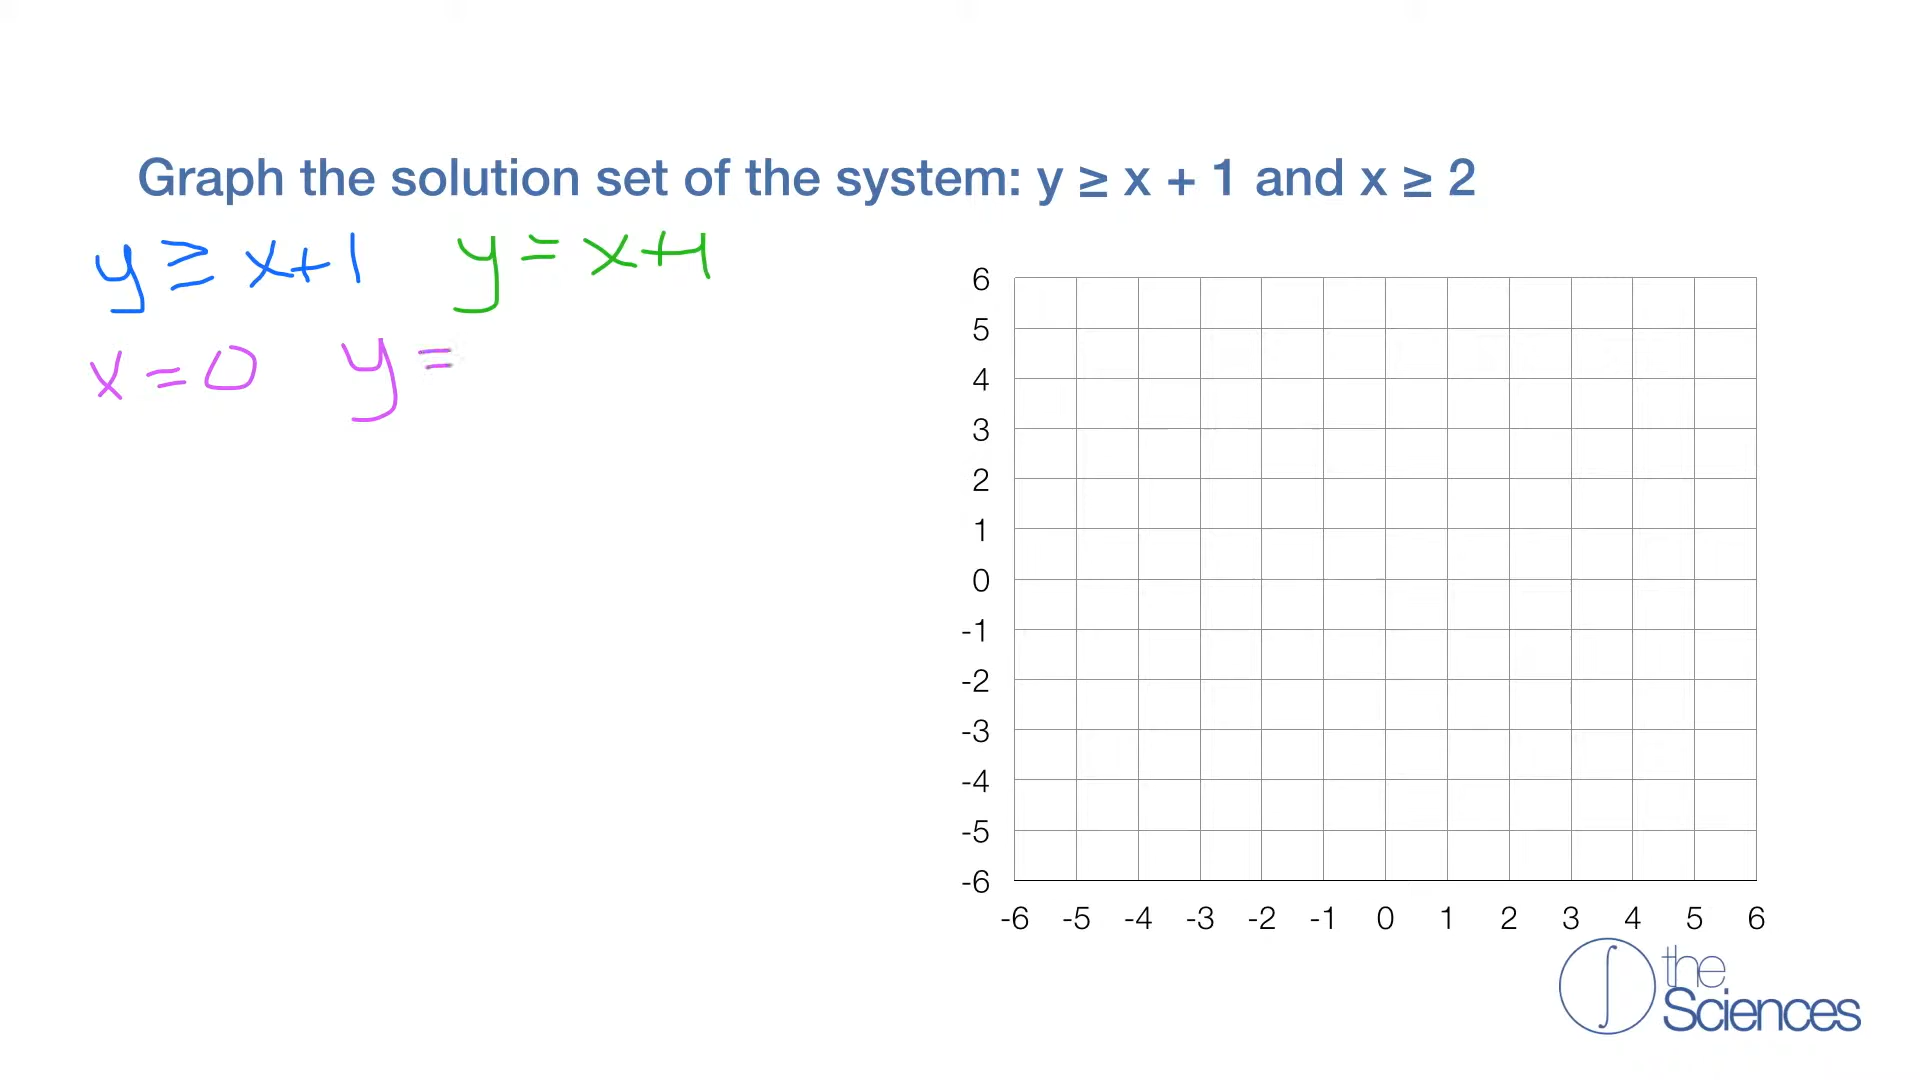 Graph the solution set of the system: y ≥ x + 1 and x ≥ 2
y ≥ x+1 y = x+1
x = 0 y =
6
5
4
3
2
1
0
-1
-2
-3
-4
-5
-6
-6 -5 -4 -3 -2 -1 0 1 2 3 4 5 6
∫ the
Sciences